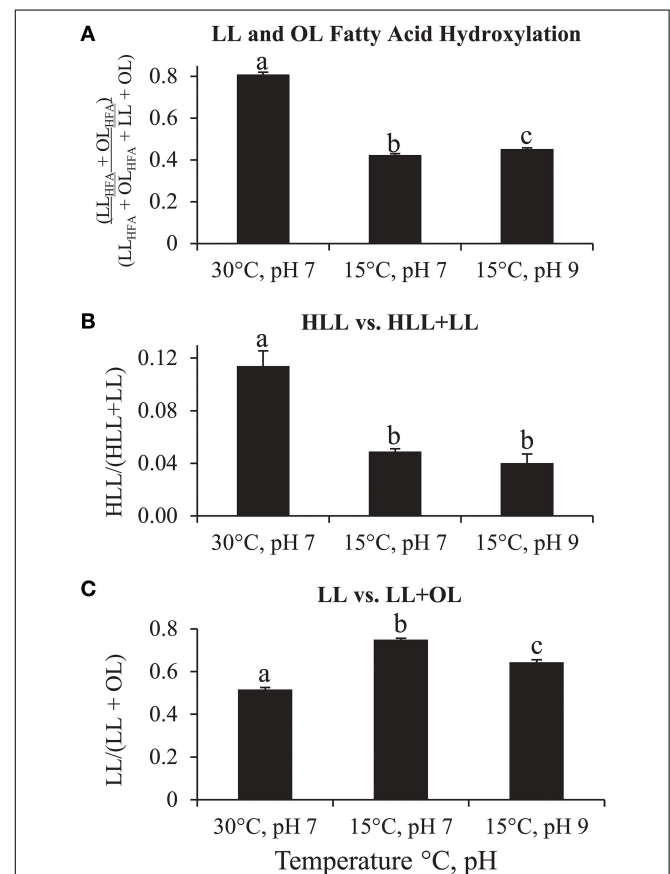 A LL and OL Fatty Acid Hydroxylation
(LL_HFA + OL_HFA)
(LL_HFA + OL_HFA + LL + OL)
0.8
0.6
0.4
0.2
0
a
b
c
30°C, pH 7 15°C, pH 7 15°C, pH 9
B HLL vs. HLL+LL
HLL/(HLL+LL)
0.12
0.08
0.04
0.00
a
b
b
30°C, pH 7 15°C, pH 7 15°C, pH 9
C LL vs. LL+OL
LL/(LL + OL)
0.8
0.6
0.4
0.2
0
a
b
c
30°C, pH 7 15°C, pH 7 15°C, pH 9
Temperature °C, pH